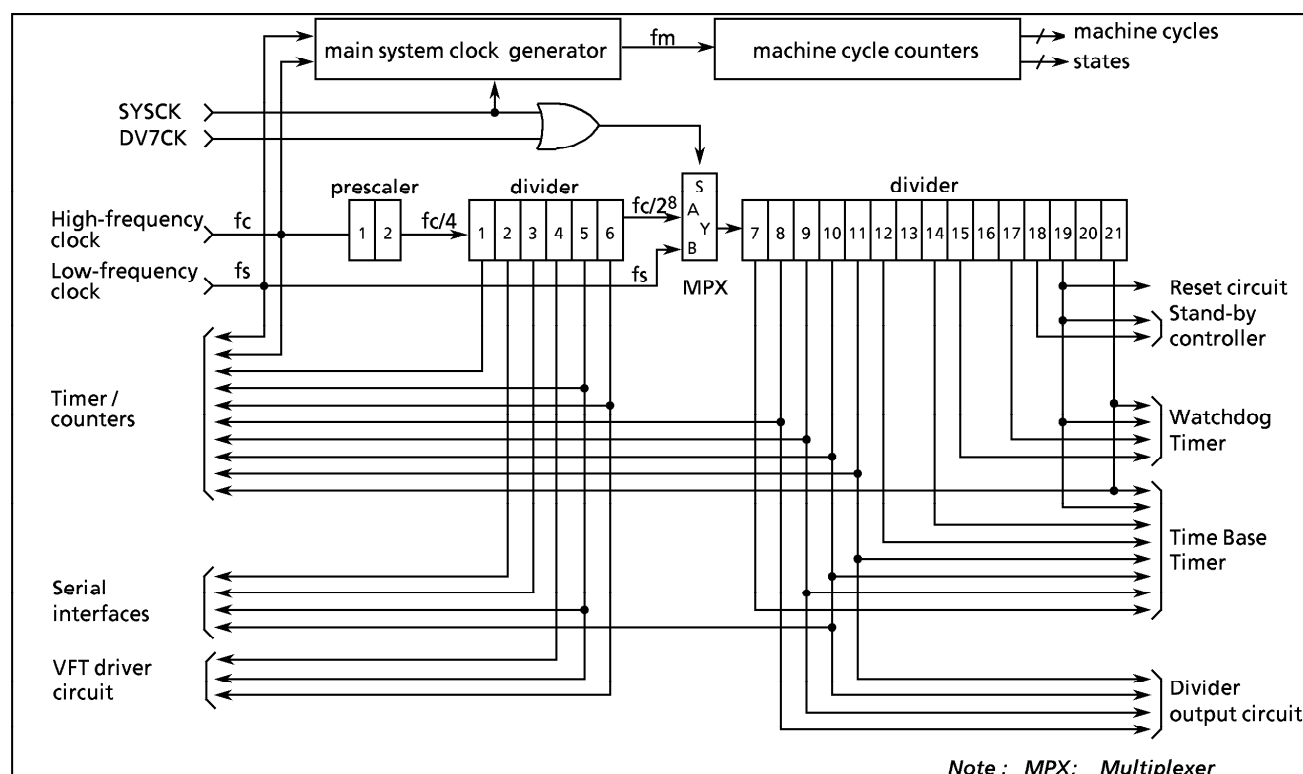 main system clock generator
fm
machine cycle counters
machine cycles
states
SYSCK
DV7CK
prescaler
divider
divider
High-frequency
clock
fc
1 2
fc/4
1 2 3 4 5 6
fc/2⁸
S
A
Y
B
MPX
7 8 9 10 11 12 13 14 15 16 17 18 19 20 21
Low-frequency
clock
fs
fs
Reset circuit
Stand-by
controller
Timer /
counters
Watchdog
Timer
Time Base
Timer
Serial
interfaces
VFT driver
circuit
Divider
output circuit
Note : MPX; Multiplexer